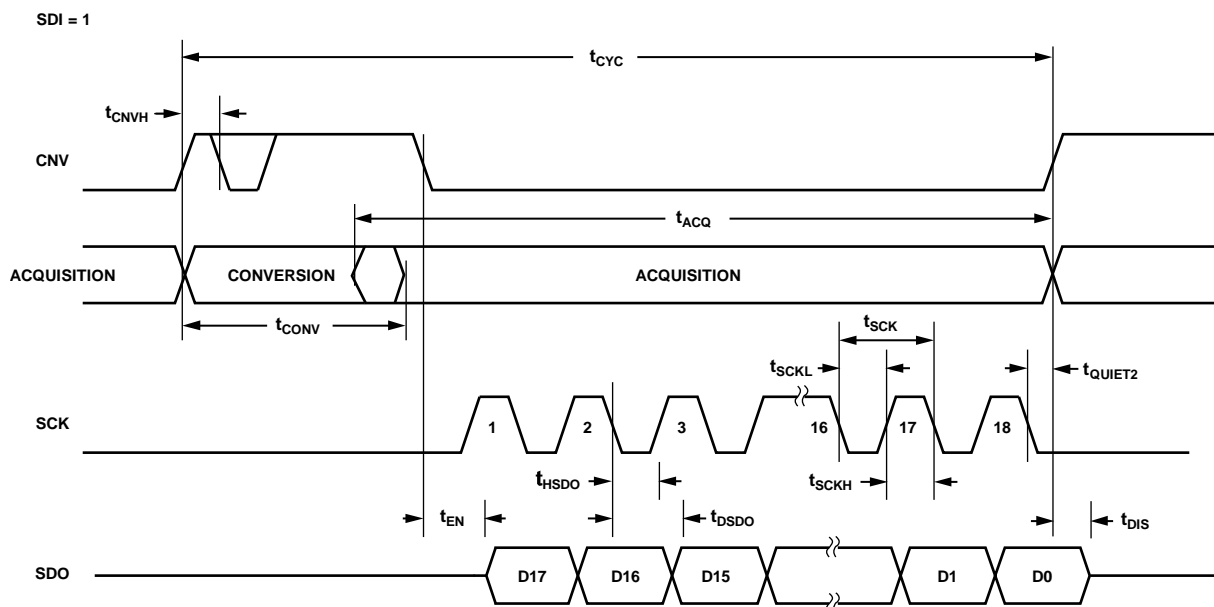 SDI = 1
tCYC
tCNVH
CNV
tACQ
ACQUISITION
CONVERSION
ACQUISITION
tCONV
tSCK
tSCKL
tQUIET2
SCK
1
2
3
16
17
18
tHSDO
tSCKH
tEN
tDSDO
tDIS
SDO
D17
D16
D15
D1
D0